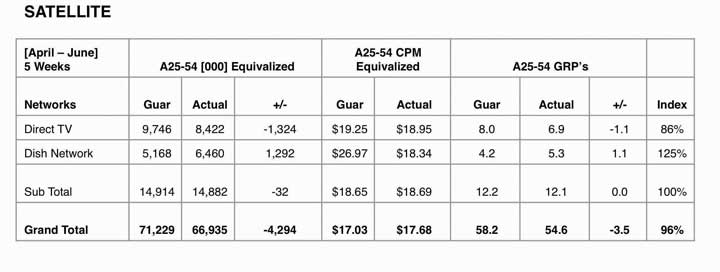 SATELLITE
[April – June]
5 Weeks A25-54 [000] Equivalized A25-54 CPM Equivalized A25-54 GRP's
Networks Guar Actual +/- Guar Actual Guar Actual +/- Index
Direct TV 9,746 8,422 -1,324 $19.25 $18.95 8.0 6.9 -1.1 86%
Dish Network 5,168 6,460 1,292 $26.97 $18.34 4.2 5.3 1.1 125%
Sub Total 14,914 14,882 -32 $18.65 $18.69 12.2 12.1 0.0 100%
Grand Total 71,229 66,935 -4,294 $17.03 $17.68 58.2 54.6 -3.5 96%